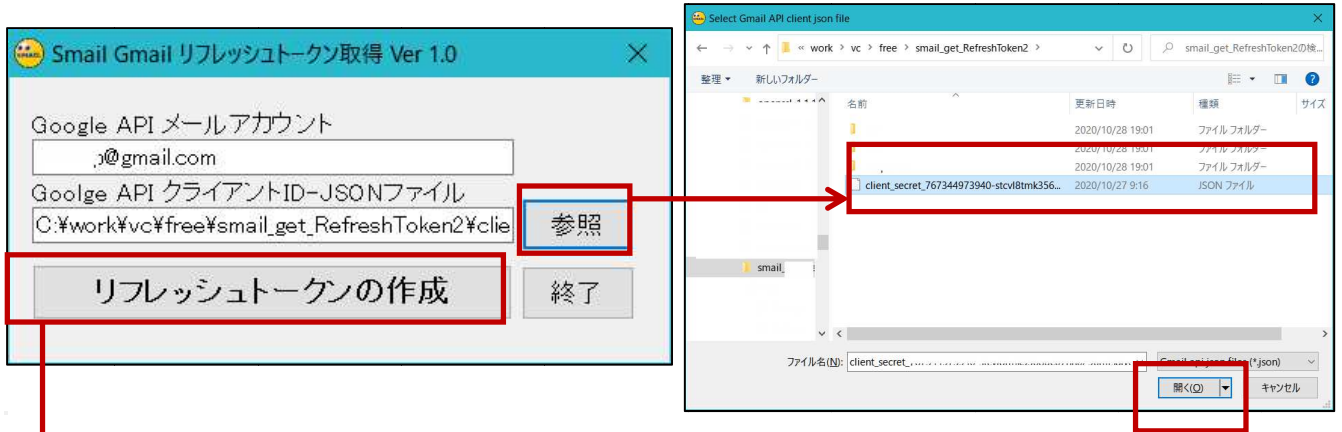 Smail Gmail リフレッシュトークン取得 Ver 1.0
Google API メールアカウント
@gmail.com
Goolge API クライアントID-JSONファイル
C:¥work¥vc¥free¥smail_get_RefreshToken2¥clie
参照
リフレッシュトークンの作成
終了
Select Gmail API client json file
« work > vc > free > smail_get_RefreshToken2 >
smail_get_RefreshToken2の検...
整理
新しいフォルダー
名前 更新日時 種類 サイズ
2020/10/28 19:01 ファイル フォルダー
2020/10/28 19:01 ファイル フォルダー
2020/10/28 19:01 ファイル フォルダー
client_secret_767344973940-stcvl8tmk356... 2020/10/27 9:16 JSON ファイル
smail_
ファイル名(N): client_secret_
Gmail api json files (*.json)
開く(O)
キャンセル